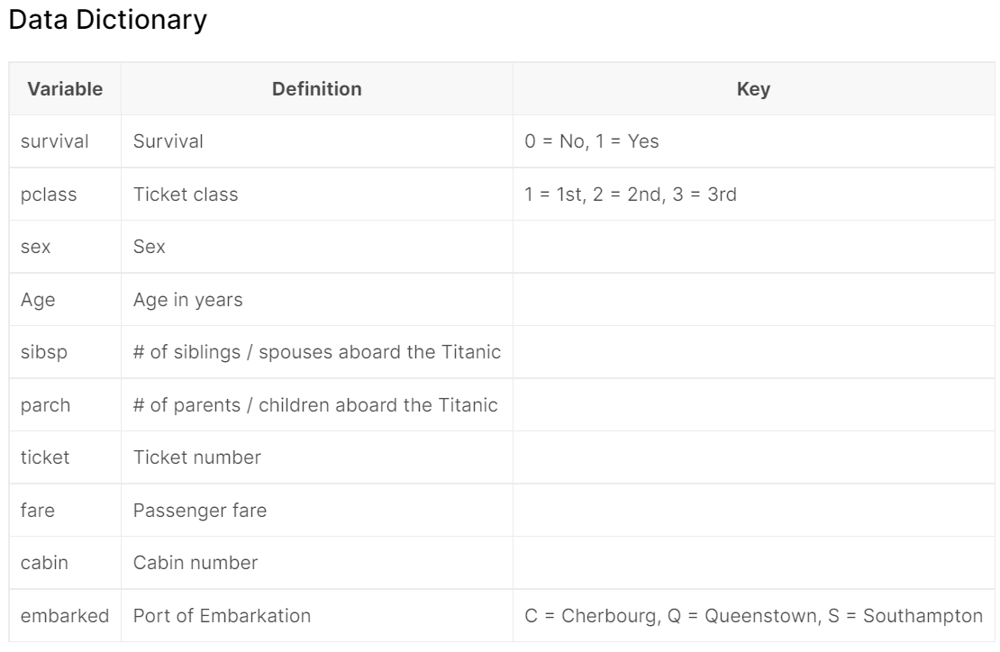 Data Dictionary
Variable Definition Key
survival Survival 0 = No, 1 = Yes
pclass Ticket class 1 = 1st, 2 = 2nd, 3 = 3rd
sex Sex
Age Age in years
sibsp # of siblings / spouses aboard the Titanic
parch # of parents / children aboard the Titanic
ticket Ticket number
fare Passenger fare
cabin Cabin number
embarked Port of Embarkation C = Cherbourg, Q = Queenstown, S = Southampton